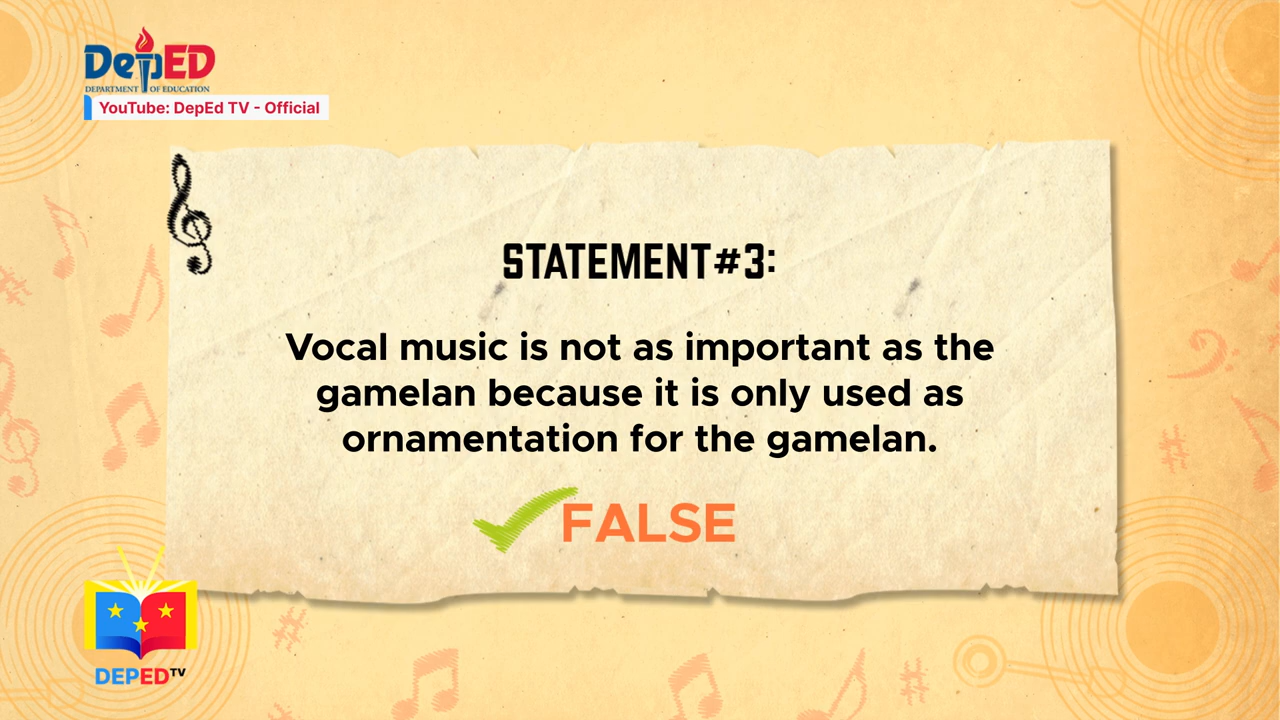 DepED
DEPARTMENT OF EDUCATION
YouTube: DepEd TV - Official
STATEMENT#3:
Vocal music is not as important as the
gamelan because it is only used as
ornamentation for the gamelan.
FALSE
DEPED TV